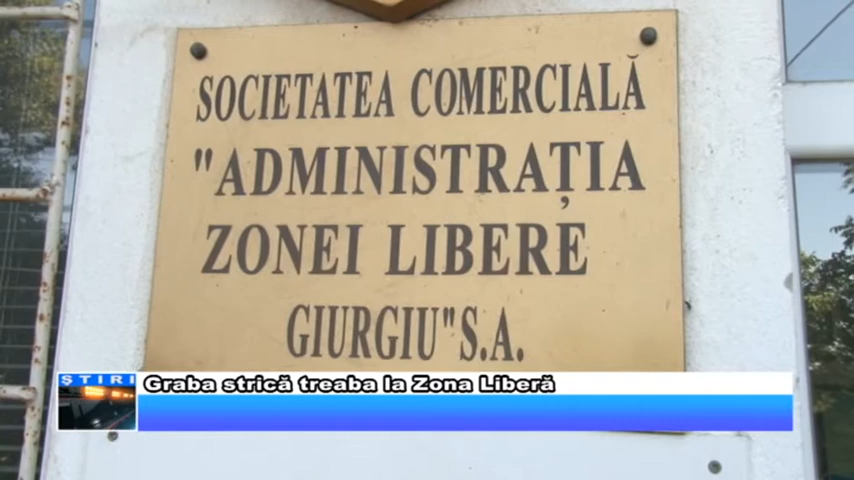 SOCIETATEA COMERCIALĂ
"ADMINISTRAȚIA
ZONEI LIBERE
GIURGIU" S.A.
ȘTIRI
Graba strică treaba la Zona Liberă